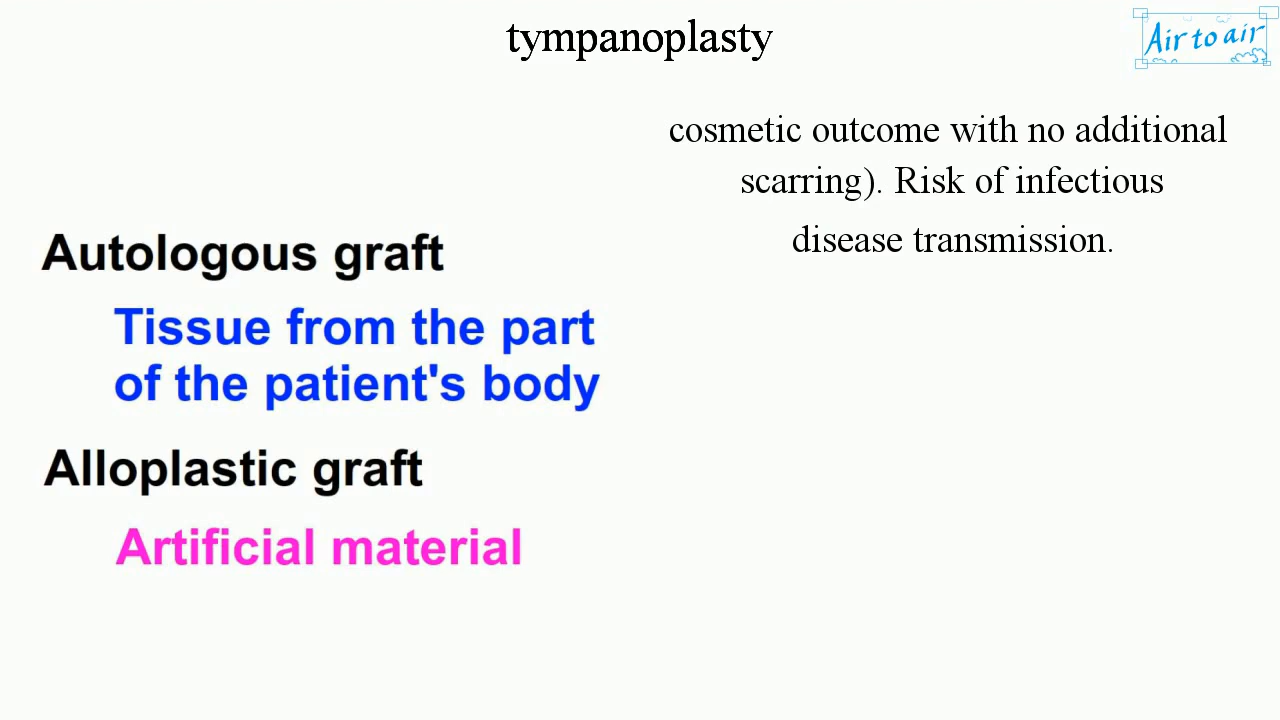 tympanoplasty
Air to air
cosmetic outcome with no additional
scarring). Risk of infectious
disease transmission.
Autologous graft
Tissue from the part
of the patient's body
Alloplastic graft
Artificial material